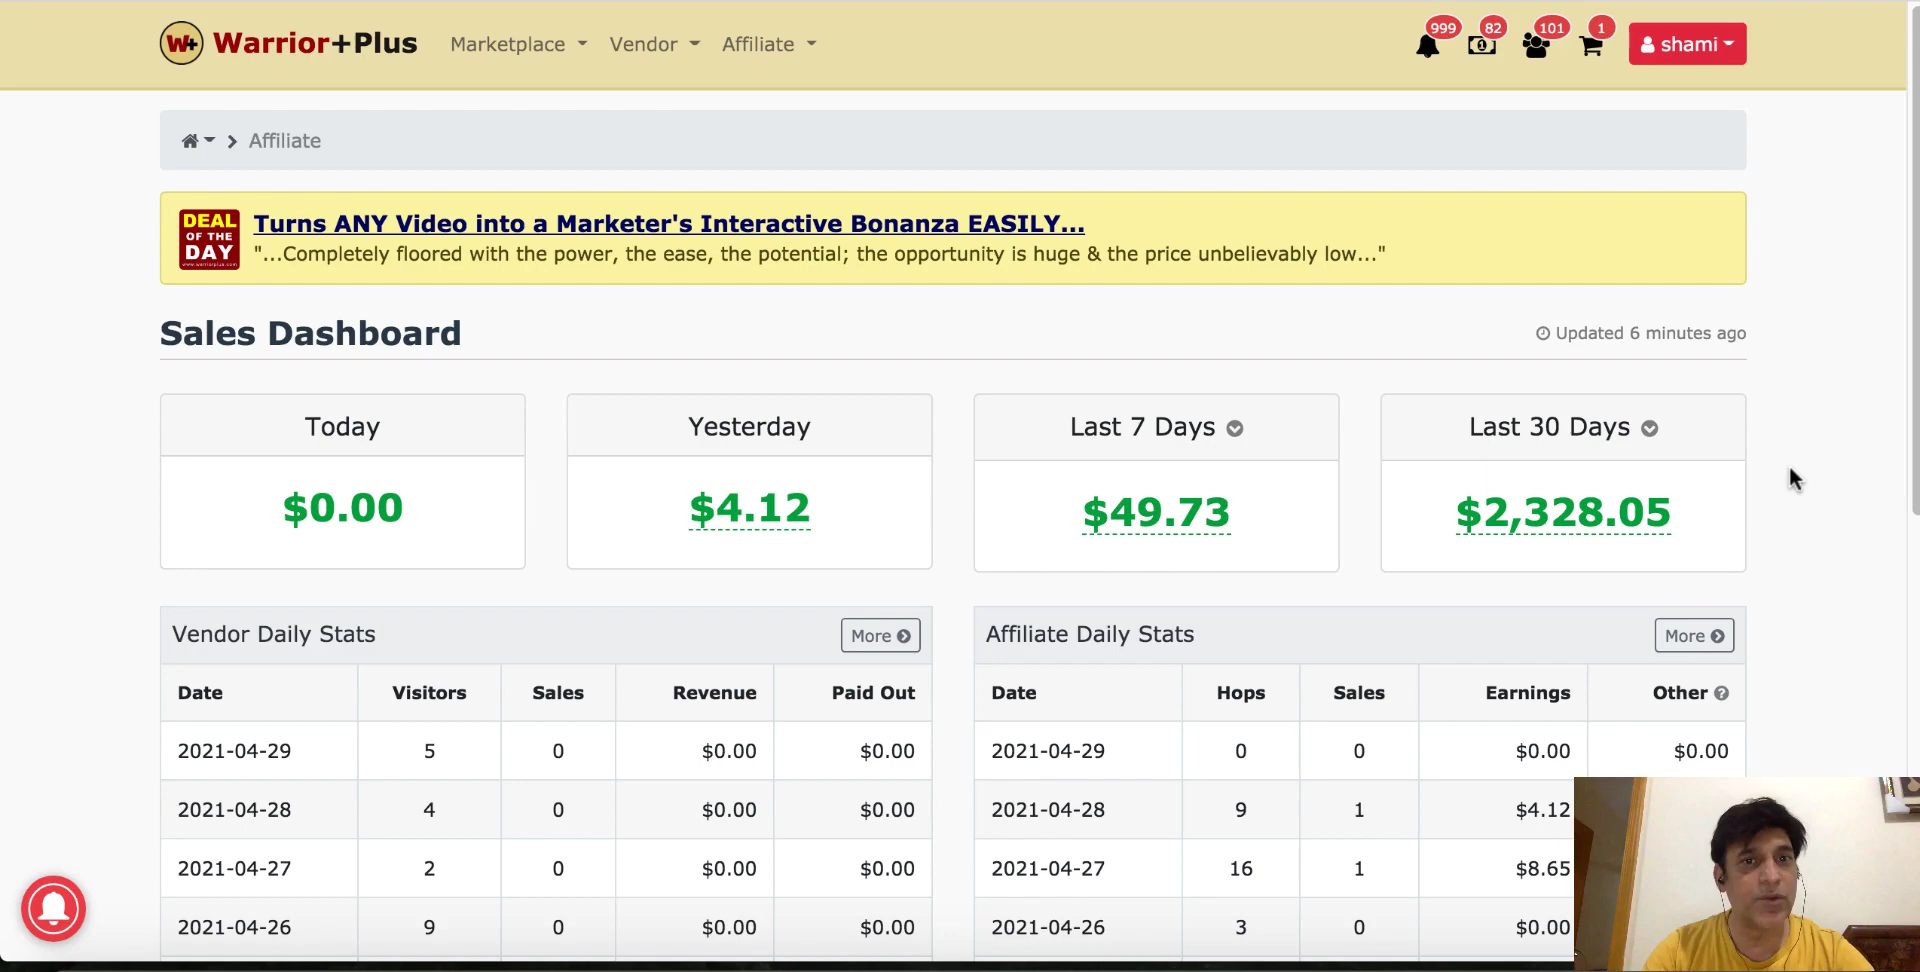 W+ Warrior+Plus Marketplace Vendor Affiliate 999 82 101 1 shami
Affiliate
DEAL OF THE DAY www.warriorplus.com
Turns ANY Video into a Marketer's Interactive Bonanza EASILY...
"...Completely floored with the power, the ease, the potential; the opportunity is huge & the price unbelievably low..."
Sales Dashboard Updated 6 minutes ago
Today Yesterday Last 7 Days Last 30 Days
$0.00 $4.12 $49.73 $2,328.05
Vendor Daily Stats More Affiliate Daily Stats More
Date Visitors Sales Revenue Paid Out Date Hops Sales Earnings Other ?
2021-04-29 5 0 $0.00 $0.00 2021-04-29 0 0 $0.00 $0.00
2021-04-28 4 0 $0.00 $0.00 2021-04-28 9 1 $4.12
2021-04-27 2 0 $0.00 $0.00 2021-04-27 16 1 $8.65
2021-04-26 9 0 $0.00 $0.00 2021-04-26 3 0 $0.00